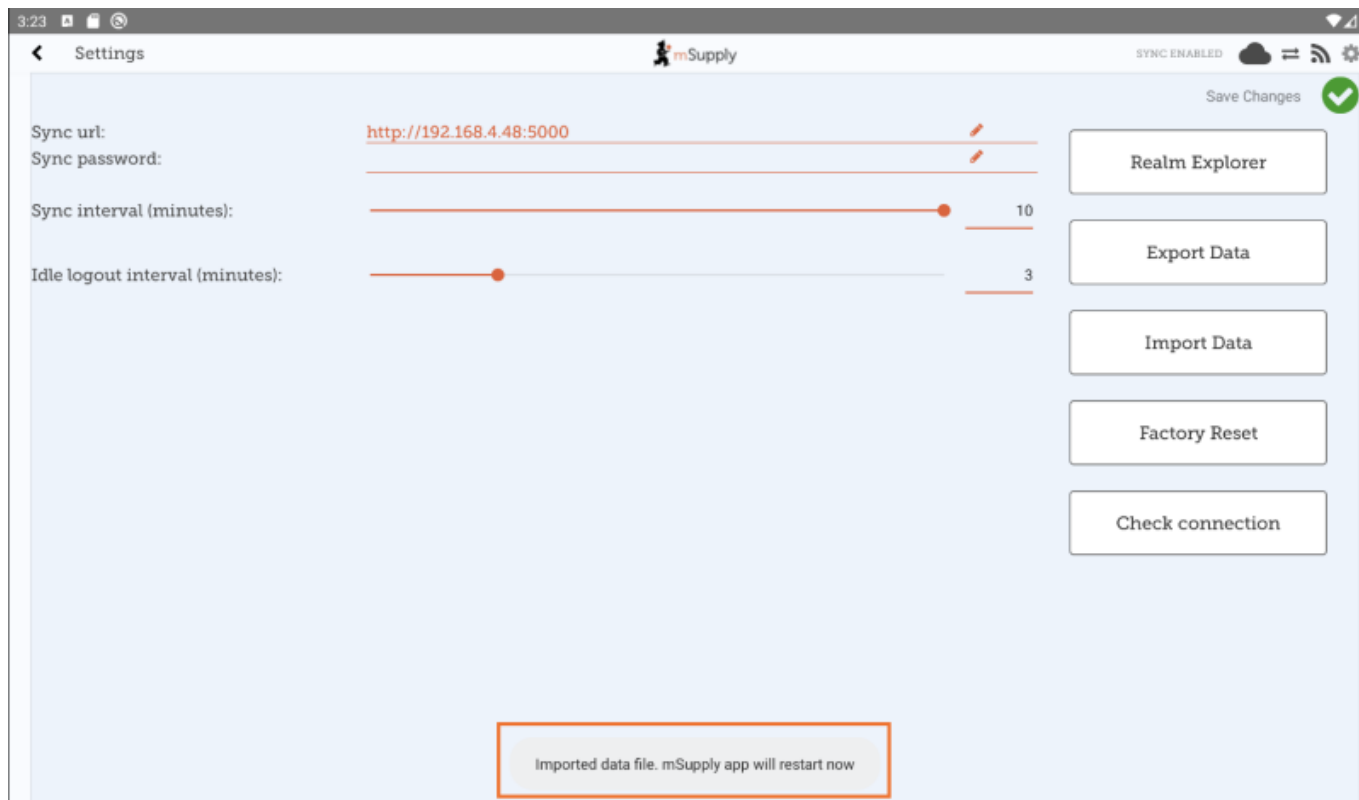 3:23
Settings
mSupply
SYNC ENABLED
Save Changes
Sync url:
http://192.168.4.48:5000
Sync password:
Sync interval (minutes):
10
Idle logout interval (minutes):
3
Realm Explorer
Export Data
Import Data
Factory Reset
Check connection
Imported data file. mSupply app will restart now